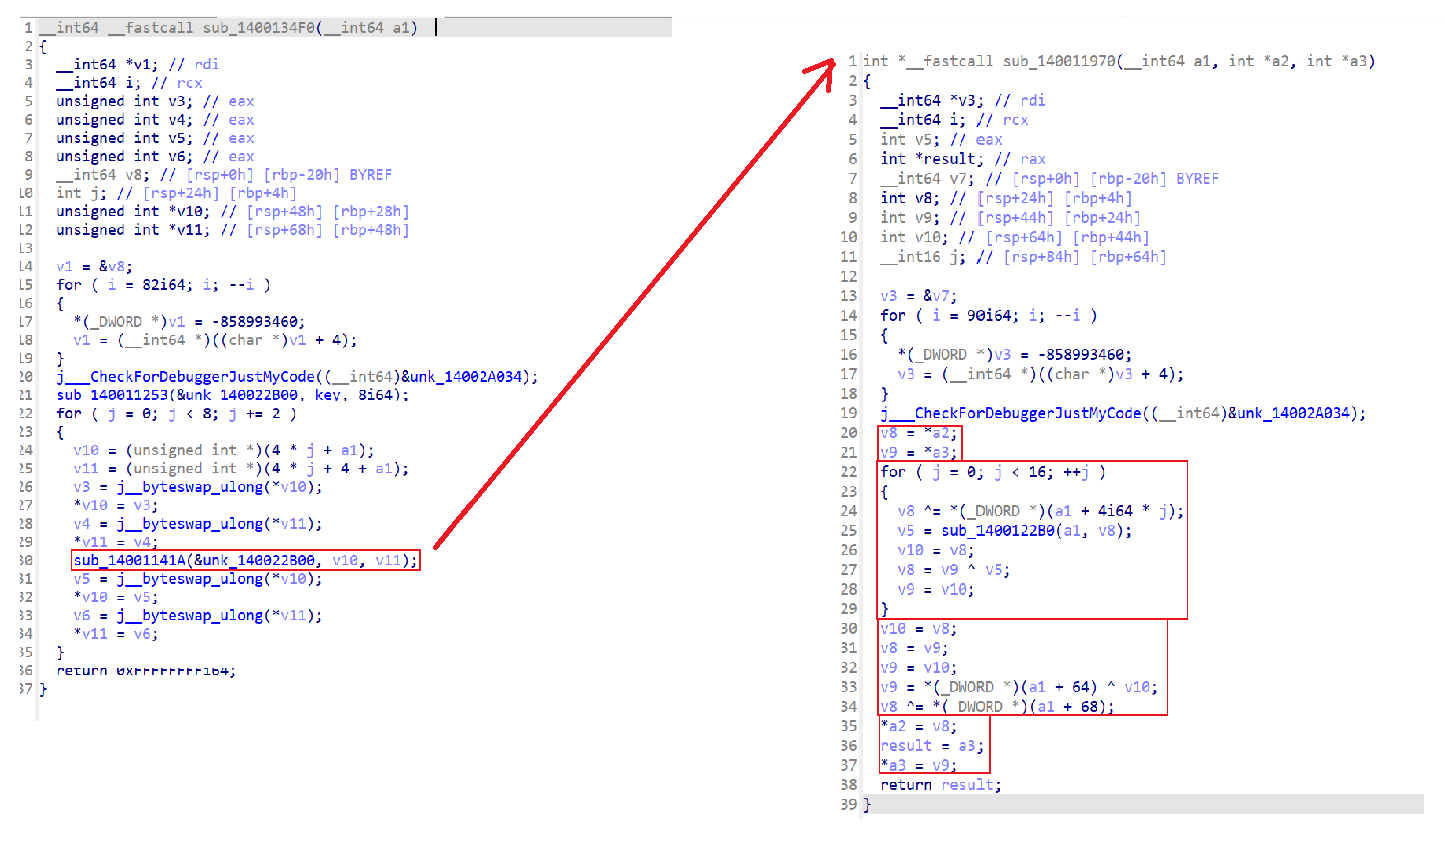 1 __int64 __fastcall sub_1400134F0(__int64 a1)
2 {
3 __int64 *v1; // rdi
4 __int64 i; // rcx
5 unsigned int v3; // eax
6 unsigned int v4; // eax
7 unsigned int v5; // eax
8 unsigned int v6; // eax
9 __int64 v8; // [rsp+0h] [rbp-20h] BYREF
10 int j; // [rsp+24h] [rbp+4h]
11 unsigned int *v10; // [rsp+48h] [rbp+28h]
12 unsigned int *v11; // [rsp+68h] [rbp+48h]
13
14 v1 = &v8;
15 for ( i = 82i64; i; --i )
16 {
17 *(_DWORD *)v1 = -858993460;
18 v1 = (__int64 *)((char *)v1 + 4);
19 }
20 j___CheckForDebuggerJustMyCode((__int64)&unk_14002A034);
21 sub_140011253(&unk_140022B00, key, 8i64);
22 for ( j = 0; j < 8; j += 2 )
23 {
24 v10 = (unsigned int *)(4 * j + a1);
25 v11 = (unsigned int *)(4 * j + 4 + a1);
26 v3 = j__byteswap_ulong(*v10);
27 *v10 = v3;
28 v4 = j__byteswap_ulong(*v11);
29 *v11 = v4;
30 sub_14001141A(&unk_140022B00, v10, v11);
31 v5 = j__byteswap_ulong(*v10);
32 *v10 = v5;
33 v6 = j__byteswap_ulong(*v11);
34 *v11 = v6;
35 }
36 return 0xFFFFFFFFi64;
37 }
1 int *__fastcall sub_140011970(__int64 a1, int *a2, int *a3)
2 {
3 __int64 *v3; // rdi
4 __int64 i; // rcx
5 int v5; // eax
6 int *result; // rax
7 __int64 v7; // [rsp+0h] [rbp-20h] BYREF
8 int v8; // [rsp+24h] [rbp+4h]
9 int v9; // [rsp+44h] [rbp+24h]
10 int v10; // [rsp+64h] [rbp+44h]
11 __int16 j; // [rsp+84h] [rbp+64h]
12
13 v3 = &v7;
14 for ( i = 90i64; i; --i )
15 {
16 *(_DWORD *)v3 = -858993460;
17 v3 = (__int64 *)((char *)v3 + 4);
18 }
19 j___CheckForDebuggerJustMyCode((__int64)&unk_14002A034);
20 v8 = *a2;
21 v9 = *a3;
22 for ( j = 0; j < 16; ++j )
23 {
24 v8 ^= *(_DWORD *)(a1 + 4i64 * j);
25 v5 = sub_1400122B0(a1, v8);
26 v10 = v8;
27 v8 = v9 ^ v5;
28 v9 = v10;
29 }
30 v10 = v8;
31 v8 = v9;
32 v9 = v10;
33 v9 = *(_DWORD *)(a1 + 64) ^ v10;
34 v8 ^= *(_DWORD *)(a1 + 68);
35 *a2 = v8;
36 result = a3;
37 *a3 = v9;
38 return result;
39 }